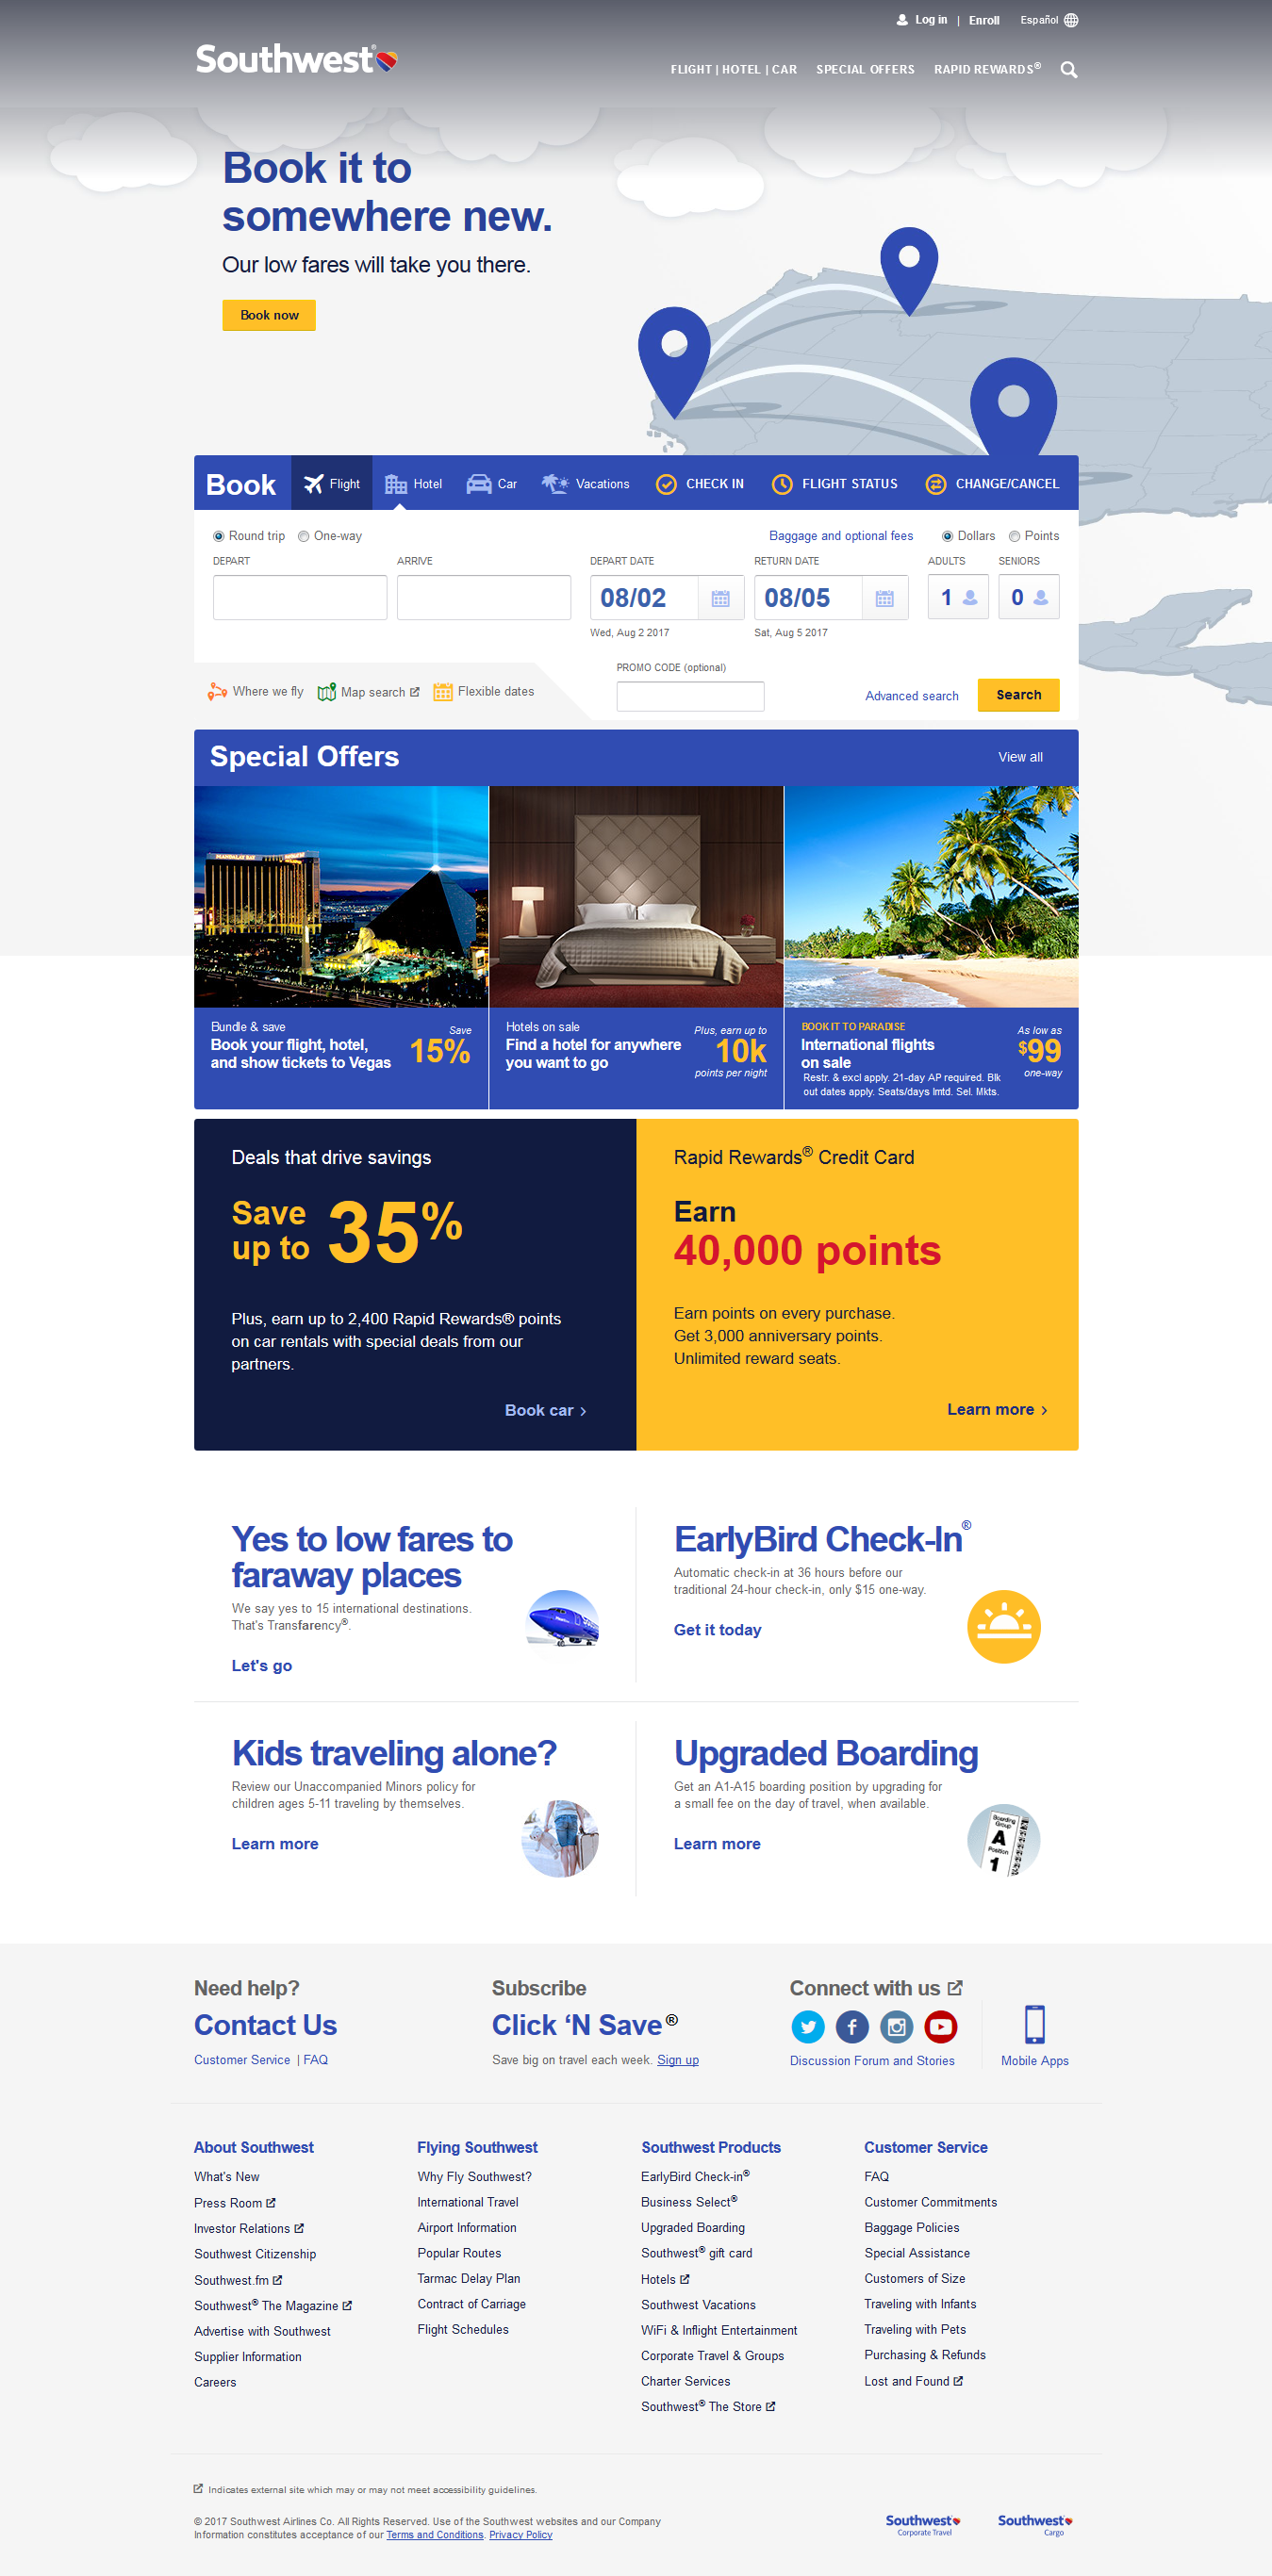 Log in | Enroll Español
Southwest®
FLIGHT | HOTEL | CAR SPECIAL OFFERS RAPID REWARDS®
Book it to
somewhere new.
Our low fares will take you there.
Book now
Book Flight Hotel Car Vacations CHECK IN FLIGHT STATUS CHANGE/CANCEL
Round trip One-way Baggage and optional fees Dollars Points
DEPART ARRIVE DEPART DATE RETURN DATE ADULTS SENIORS
08/02 08/05 1 0
Wed, Aug 2 2017 Sat, Aug 5 2017
PROMO CODE (optional)
Where we fly Map search Flexible dates Advanced search Search
Special Offers View all
MANDALAY BAY
Bundle & save
Book your flight, hotel,
and show tickets to Vegas
Save
15%
Hotels on sale
Find a hotel for anywhere
you want to go
Plus, earn up to
10k
points per night
BOOK IT TO PARADISE
International flights
on sale
Restr. & excl apply. 21-day AP required. Blk
out dates apply. Seats/days lmtd. Sel. Mkts.
As low as
$99
one-way
Deals that drive savings
Save
up to 35%
Plus, earn up to 2,400 Rapid Rewards® points
on car rentals with special deals from our
partners.
Book car
Rapid Rewards® Credit Card
Earn
40,000 points
Earn points on every purchase.
Get 3,000 anniversary points.
Unlimited reward seats.
Learn more
Yes to low fares to
faraway places
We say yes to 15 international destinations.
That's Transfarency®.
Let's go
EarlyBird Check-In®
Automatic check-in at 36 hours before our
traditional 24-hour check-in, only $15 one-way.
Get it today
Kids traveling alone?
Review our Unaccompanied Minors policy for
children ages 5-11 traveling by themselves.
Learn more
Upgraded Boarding
Get an A1-A15 boarding position by upgrading for
a small fee on the day of travel, when available.
Learn more
Boarding
Group
A
Position
1
Need help?
Contact Us
Customer Service | FAQ
Subscribe
Click ‘N Save®
Save big on travel each week. Sign up
Connect with us
Discussion Forum and Stories
Mobile Apps
About Southwest
What's New
Press Room
Investor Relations
Southwest Citizenship
Southwest.fm
Southwest® The Magazine
Advertise with Southwest
Supplier Information
Careers
Flying Southwest
Why Fly Southwest?
International Travel
Airport Information
Popular Routes
Tarmac Delay Plan
Contract of Carriage
Flight Schedules
Southwest Products
EarlyBird Check-in®
Business Select®
Upgraded Boarding
Southwest® gift card
Hotels
Southwest Vacations
WiFi & Inflight Entertainment
Corporate Travel & Groups
Charter Services
Southwest® The Store
Customer Service
FAQ
Customer Commitments
Baggage Policies
Special Assistance
Customers of Size
Traveling with Infants
Traveling with Pets
Purchasing & Refunds
Lost and Found
Indicates external site which may or may not meet accessibility guidelines.
© 2017 Southwest Airlines Co. All Rights Reserved. Use of the Southwest websites and our Company
Information constitutes acceptance of our Terms and Conditions. Privacy Policy
Southwest
Corporate Travel
Southwest
Cargo